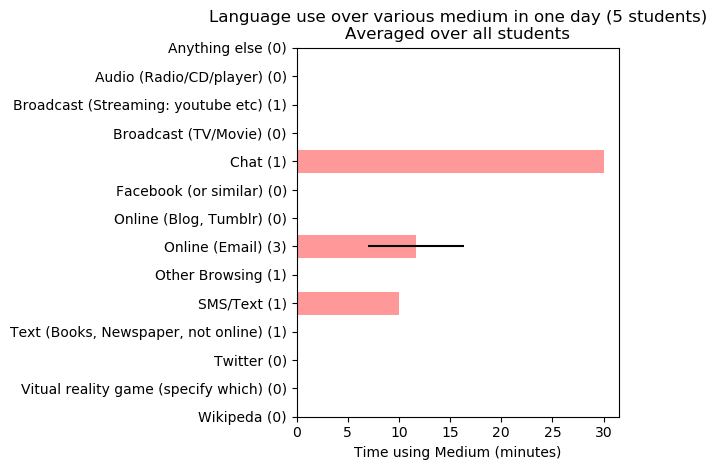 Language use over various medium in one day (5 students)
Averaged over all students
Anything else (0)
Audio (Radio/CD/player) (0)
Broadcast (Streaming: youtube etc) (1)
Broadcast (TV/Movie) (0)
Chat (1)
Facebook (or similar) (0)
Online (Blog, Tumblr) (0)
Online (Email) (3)
Other Browsing (1)
SMS/Text (1)
Text (Books, Newspaper, not online) (1)
Twitter (0)
Vitual reality game (specify which) (0)
Wikipeda (0)
0 5 10 15 20 25 30
Time using Medium (minutes)